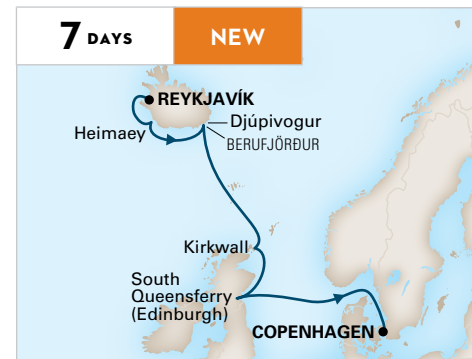 7 DAYS
NEW
REYKJAVÍK
Djúpivogur
Heimaey
BERUFJÖRÐUR
Kirkwall
South
Queensferry
(Edinburgh)
COPENHAGEN